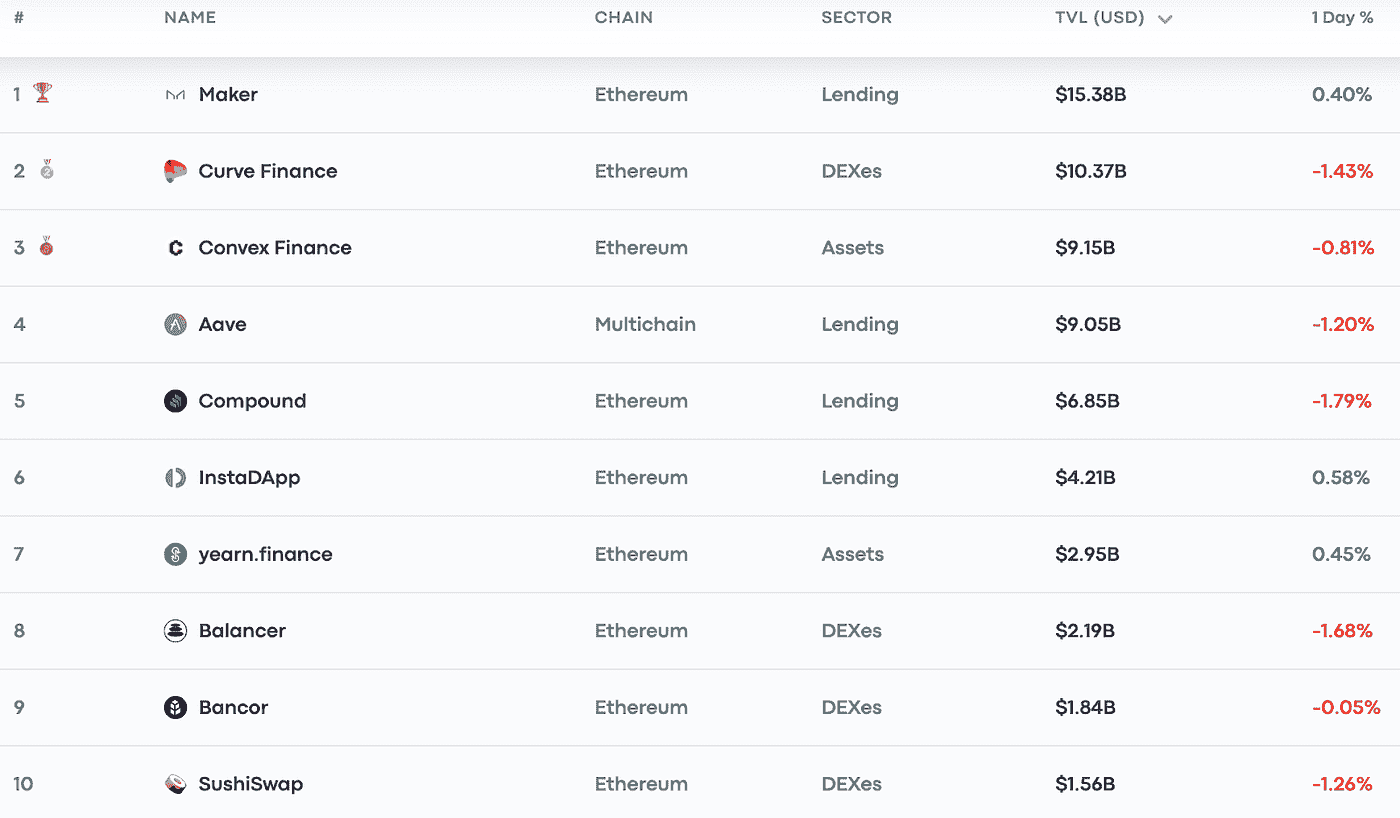 # NAME CHAIN SECTOR TVL (USD) 1 Day %
1 Maker Ethereum Lending $15.38B 0.40%
2 Curve Finance Ethereum DEXes $10.37B -1.43%
3 Convex Finance Ethereum Assets $9.15B -0.81%
4 Aave Multichain Lending $9.05B -1.20%
5 Compound Ethereum Lending $6.85B -1.79%
6 InstaDApp Ethereum Lending $4.21B 0.58%
7 yearn.finance Ethereum Assets $2.95B 0.45%
8 Balancer Ethereum DEXes $2.19B -1.68%
9 Bancor Ethereum DEXes $1.84B -0.05%
10 SushiSwap Ethereum DEXes $1.56B -1.26%